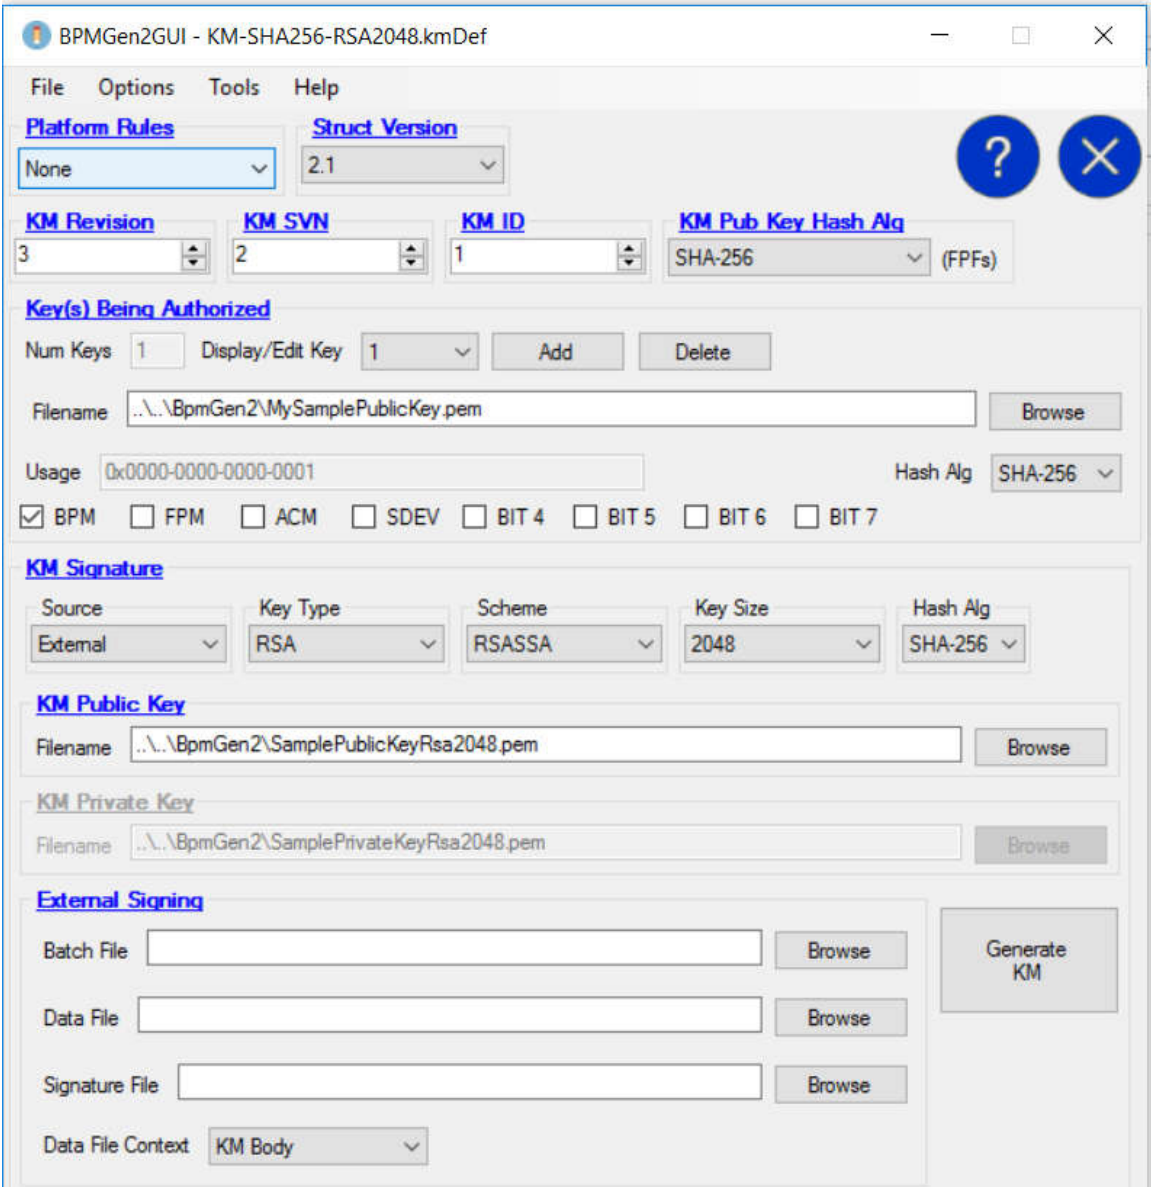 BPMGen2GUI - KM-SHA256-RSA2048.kmDef
File Options Tools Help
Platform Rules Struct Version
None 2.1
?
KM Revision KM SVN KM ID KM Pub Key Hash Alg
3 2 1 SHA-256 (FPFs)
Key(s) Being Authorized
Num Keys 1 Display/Edit Key 1 Add Delete
Filename ..\..\BpmGen2\MySamplePublicKey.pem Browse
Usage 0x0000-0000-0000-0001 Hash Alg SHA-256
BPM FPM ACM SDEV BIT 4 BIT 5 BIT 6 BIT 7
KM Signature
Source Key Type Scheme Key Size Hash Alg
External RSA RSASSA 2048 SHA-256
KM Public Key
Filename ..\..\BpmGen2\SamplePublicKeyRsa2048.pem Browse
KM Private Key
Filename ..\..\BpmGen2\SamplePrivateKeyRsa2048.pem Browse
External Signing
Batch File Browse Generate KM
Data File Browse
Signature File Browse
Data File Context KM Body